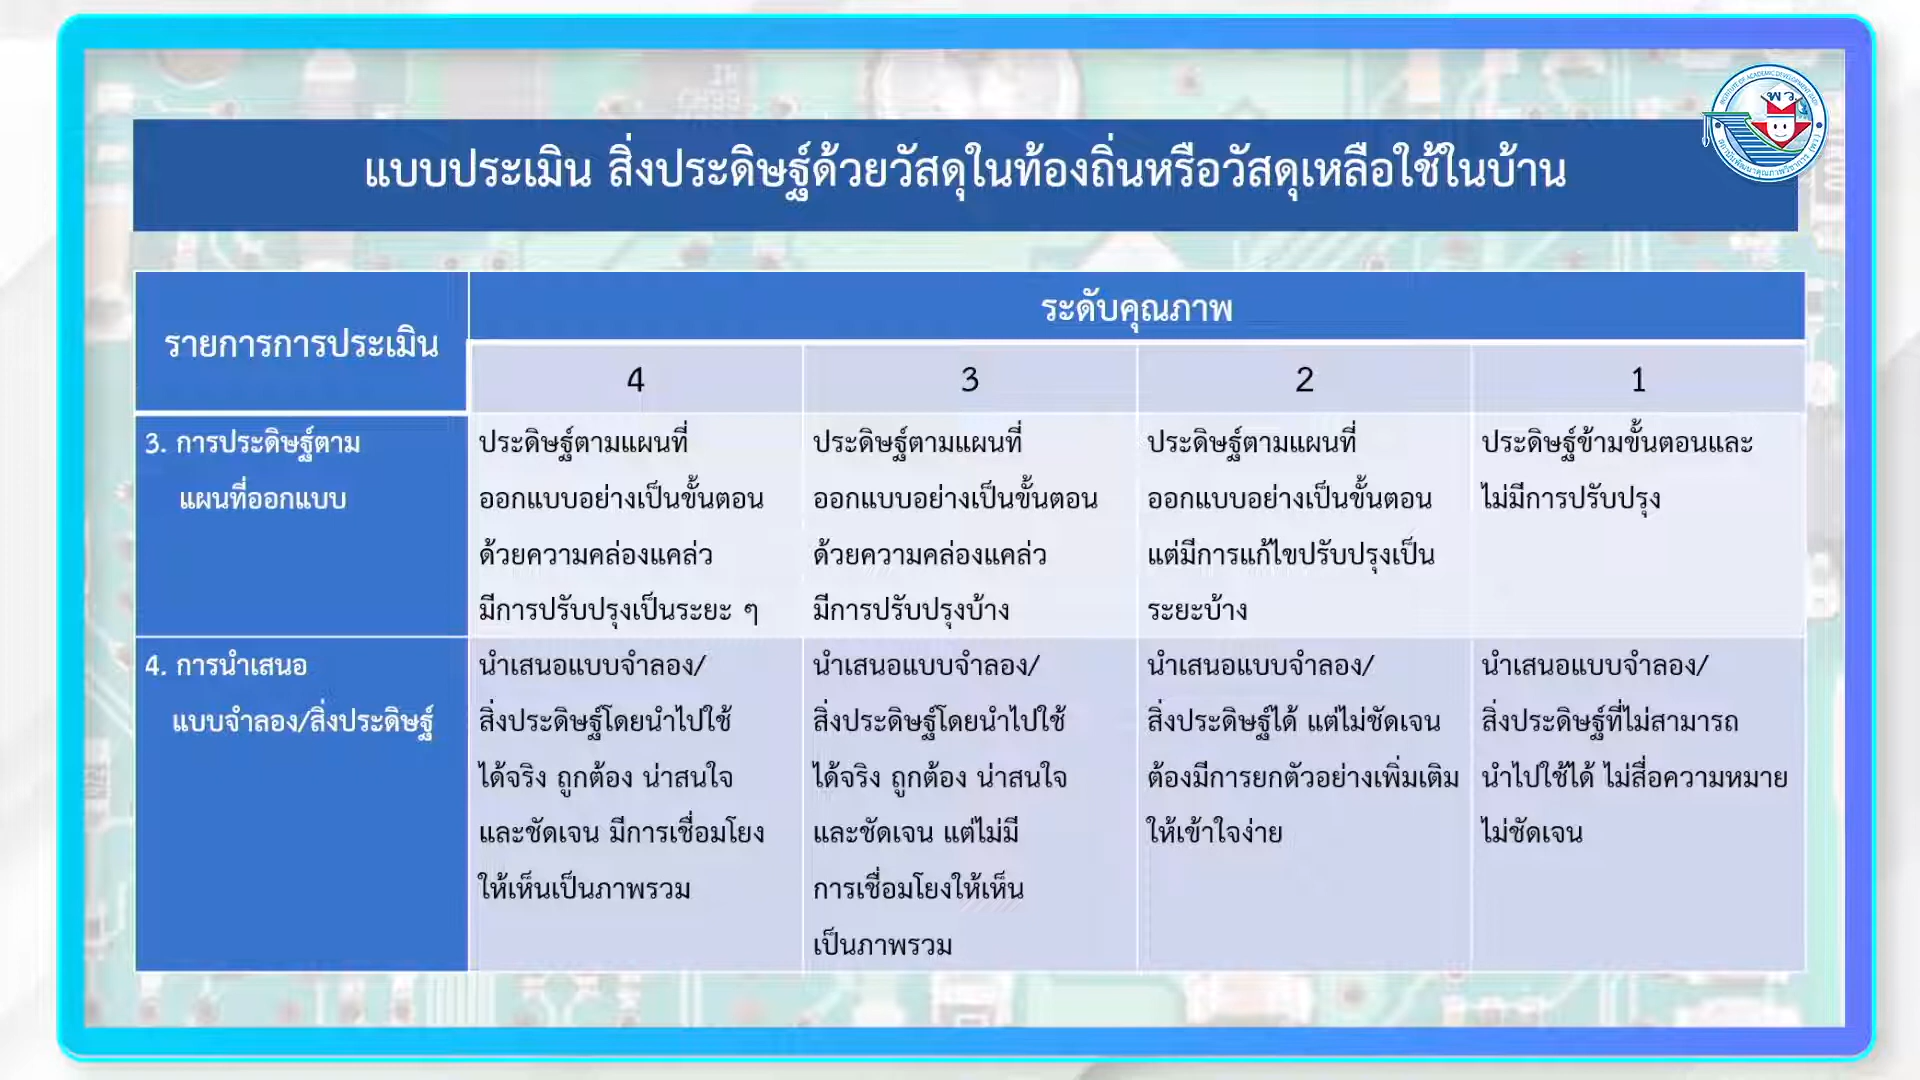 แบบประเมิน สิ่งประดิษฐ์ด้วยวัสดุในท้องถิ่นหรือวัสดุเหลือใช้ในบ้าน
พว
รายการการประเมิน
ระดับคุณภาพ
4
3
2
1
3. การประดิษฐ์ตาม
แผนที่ออกแบบ
ประดิษฐ์ตามแผนที่
ออกแบบอย่างเป็นขั้นตอน
ด้วยความคล่องแคล่ว
มีการปรับปรุงเป็นระยะ ๆ
ประดิษฐ์ตามแผนที่
ออกแบบอย่างเป็นขั้นตอน
ด้วยความคล่องแคล่ว
มีการปรับปรุงบ้าง
ประดิษฐ์ตามแผนที่
ออกแบบอย่างเป็นขั้นตอน
แต่มีการแก้ไขปรับปรุงเป็น
ระยะบ้าง
ประดิษฐ์ข้ามขั้นตอนและ
ไม่มีการปรับปรุง
4. การนำเสนอ
แบบจำลอง/สิ่งประดิษฐ์
นำเสนอแบบจำลอง/
สิ่งประดิษฐ์โดยนำไปใช้
ได้จริง ถูกต้อง น่าสนใจ
และชัดเจน มีการเชื่อมโยง
ให้เห็นเป็นภาพรวม
นำเสนอแบบจำลอง/
สิ่งประดิษฐ์โดยนำไปใช้
ได้จริง ถูกต้อง น่าสนใจ
และชัดเจน แต่ไม่มี
การเชื่อมโยงให้เห็น
เป็นภาพรวม
นำเสนอแบบจำลอง/
สิ่งประดิษฐ์ได้ แต่ไม่ชัดเจน
ต้องมีการยกตัวอย่างเพิ่มเติม
ให้เข้าใจง่าย
นำเสนอแบบจำลอง/
สิ่งประดิษฐ์ที่ไม่สามารถ
นำไปใช้ได้ ไม่สื่อความหมาย
ไม่ชัดเจน